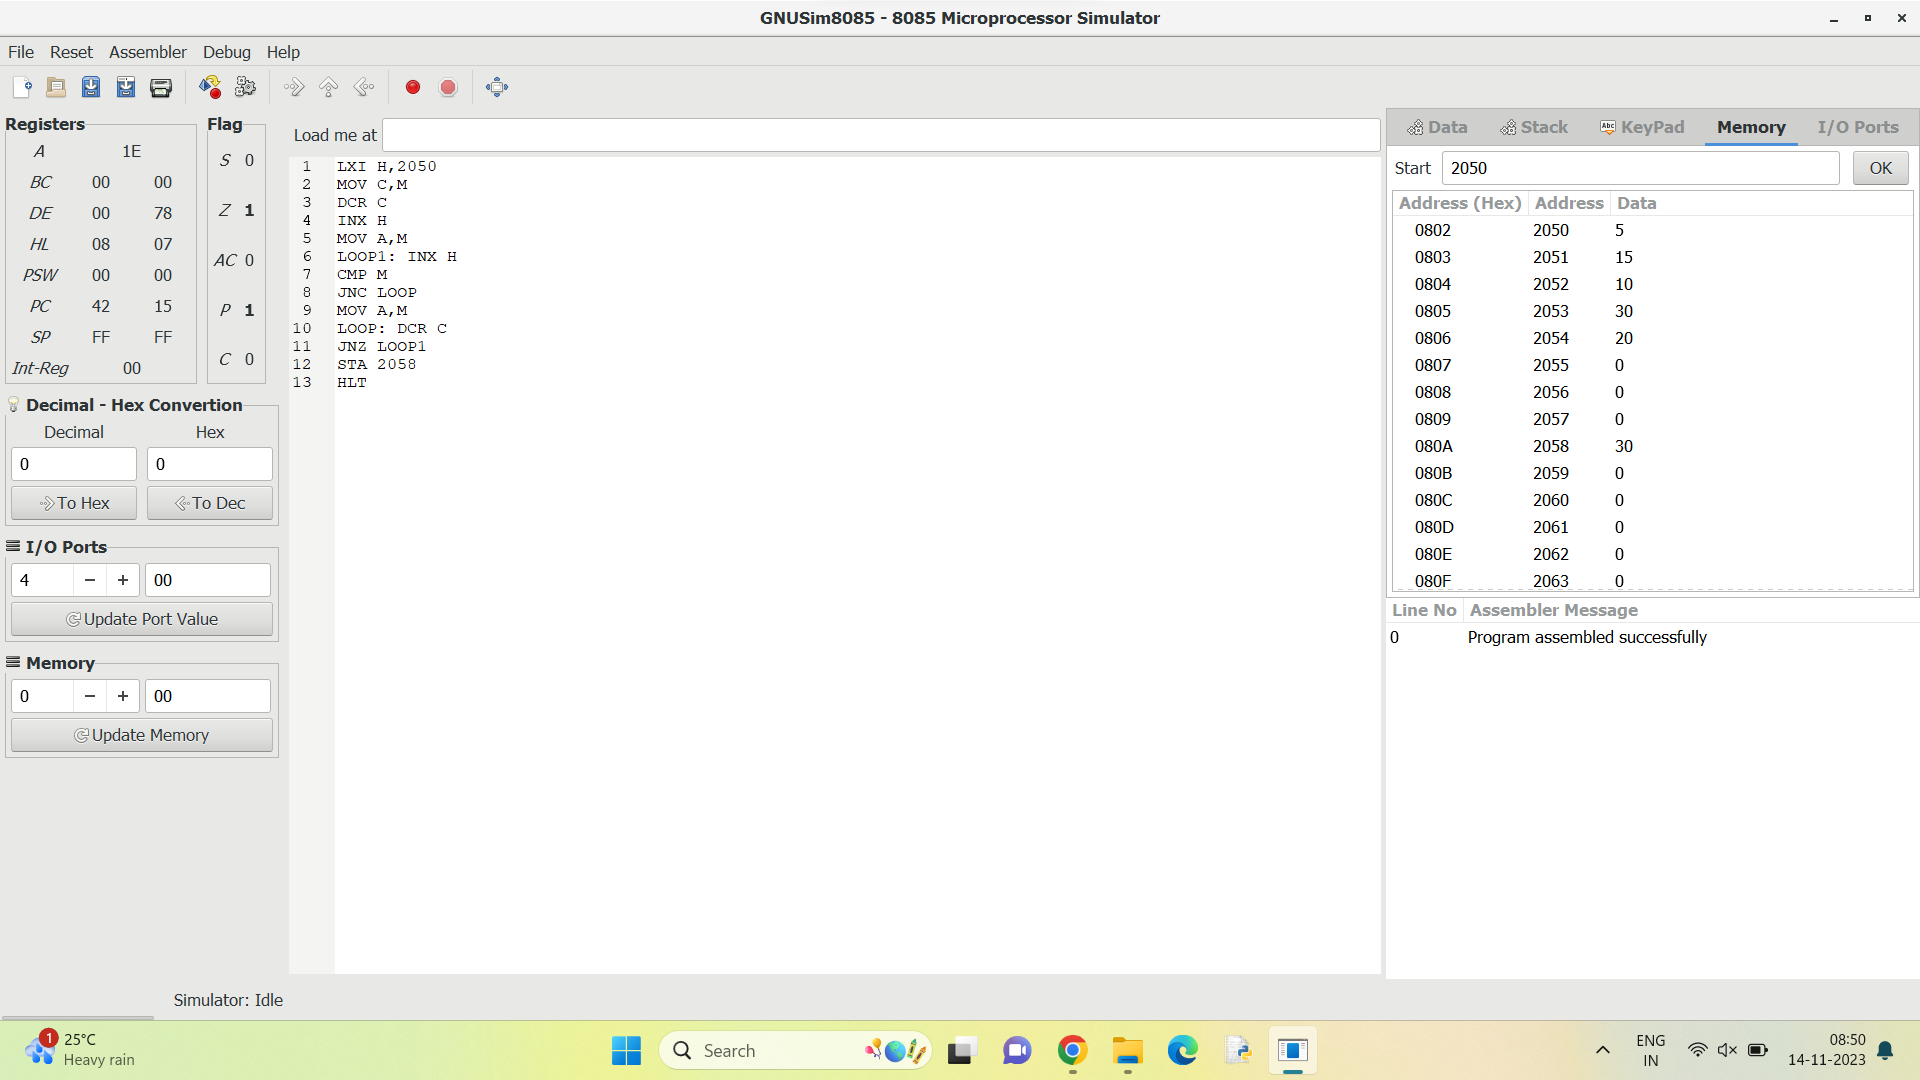 GNUSim8085 - 8085 Microprocessor Simulator
File Reset Assembler Debug Help
Registers
A 1E
BC 00 00
DE 00 78
HL 08 07
PSW 00 00
PC 42 15
SP FF FF
Int-Reg 00
Flag
S 0
Z 1
AC 0
P 1
C 0
Decimal - Hex Convertion
Decimal Hex
0 0
To Hex To Dec
I/O Ports
4 − + 00
Update Port Value
Memory
0 − + 00
Update Memory
Load me at
1 LXI H,2050
2 MOV C,M
3 DCR C
4 INX H
5 MOV A,M
6 LOOP1: INX H
7 CMP M
8 JNC LOOP
9 MOV A,M
10 LOOP: DCR C
11 JNZ LOOP1
12 STA 2058
13 HLT
Data Stack Abc KeyPad Memory I/O Ports
Start 2050 OK
Address (Hex) Address Data
0802 2050 5
0803 2051 15
0804 2052 10
0805 2053 30
0806 2054 20
0807 2055 0
0808 2056 0
0809 2057 0
080A 2058 30
080B 2059 0
080C 2060 0
080D 2061 0
080E 2062 0
080F 2063 0
Line No Assembler Message
0 Program assembled successfully
Simulator: Idle
1 25°C
Heavy rain
Search
ENG
IN
08:50
14-11-2023